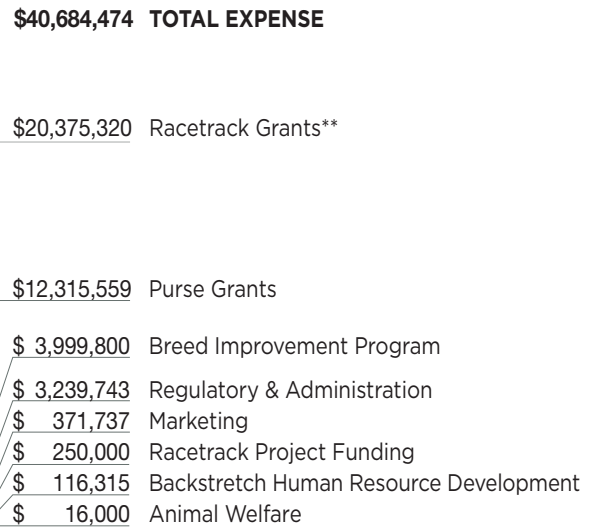 $40,684,474 TOTAL EXPENSE
$20,375,320 Racetrack Grants**
$12,315,559 Purse Grants
$ 3,999,800 Breed Improvement Program
$ 3,239,743 Regulatory & Administration
$ 371,737 Marketing
$ 250,000 Racetrack Project Funding
$ 116,315 Backstretch Human Resource Development
$ 16,000 Animal Welfare